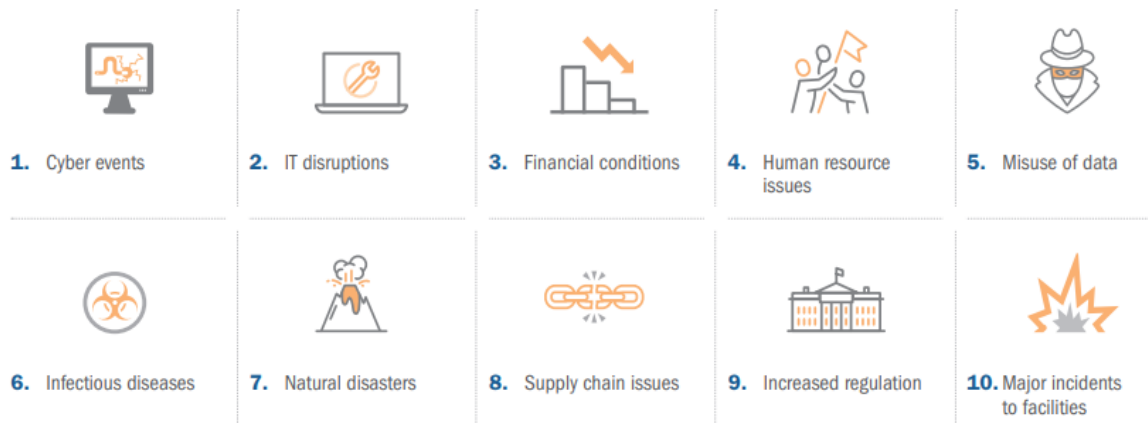 1. Cyber events
2. IT disruptions
3. Financial conditions
4. Human resource
issues
5. Misuse of data
6. Infectious diseases
7. Natural disasters
8. Supply chain issues
9. Increased regulation
10. Major incidents
to facilities